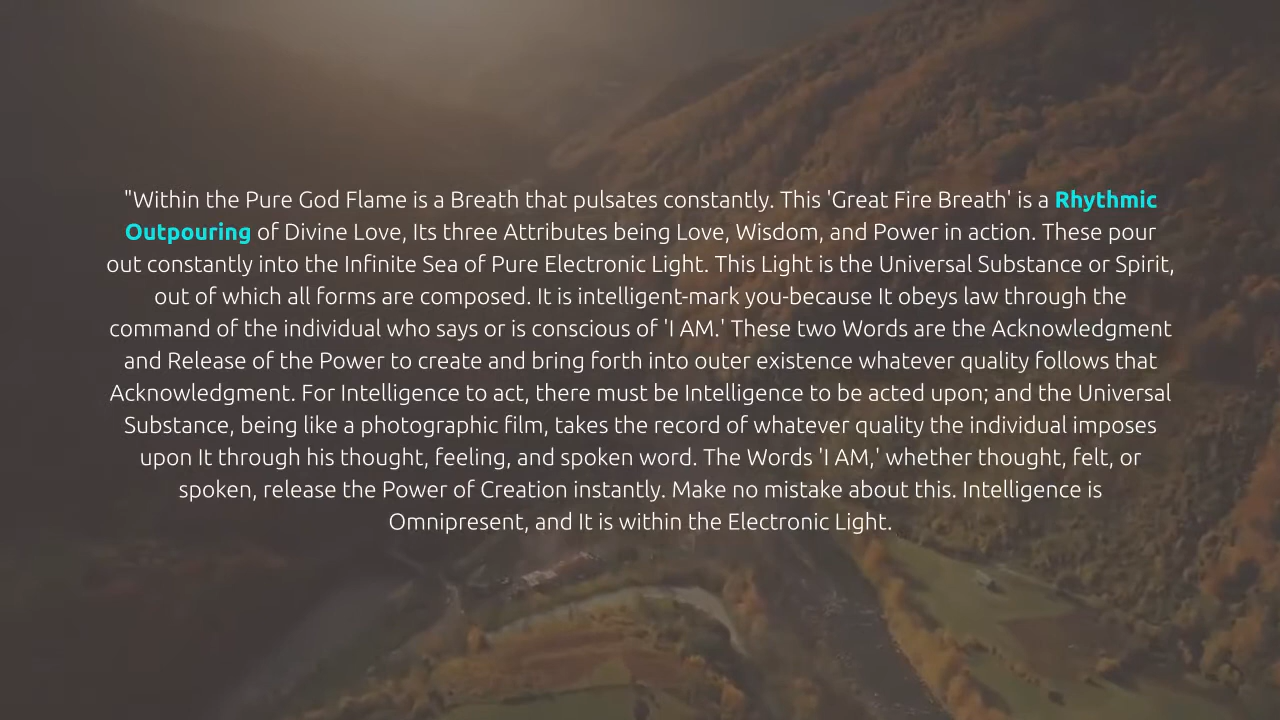 "Within the Pure God Flame is a Breath that pulsates constantly. This 'Great Fire Breath' is a Rhythmic
Outpouring of Divine Love, Its three Attributes being Love, Wisdom, and Power in action. These pour
out constantly into the Infinite Sea of Pure Electronic Light. This Light is the Universal Substance or Spirit,
out of which all forms are composed. It is intelligent-mark you-because It obeys law through the
command of the individual who says or is conscious of 'I AM.' These two Words are the Acknowledgment
and Release of the Power to create and bring forth into outer existence whatever quality follows that
Acknowledgment. For Intelligence to act, there must be Intelligence to be acted upon; and the Universal
Substance, being like a photographic film, takes the record of whatever quality the individual imposes
upon It through his thought, feeling, and spoken word. The Words 'I AM,' whether thought, felt, or
spoken, release the Power of Creation instantly. Make no mistake about this. Intelligence is
Omnipresent, and It is within the Electronic Light.